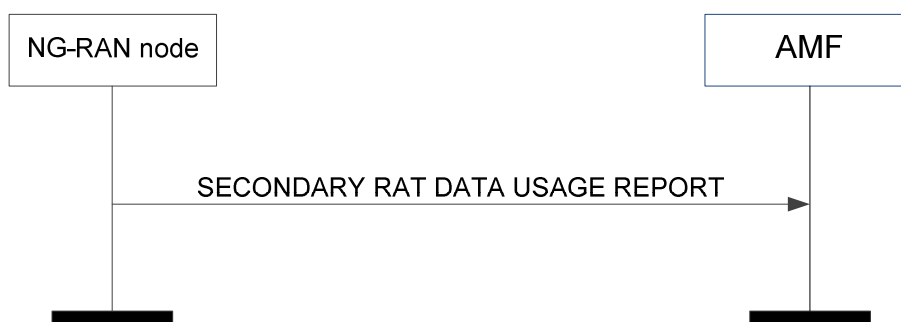 NG-RAN node
AMF
SECONDARY RAT DATA USAGE REPORT